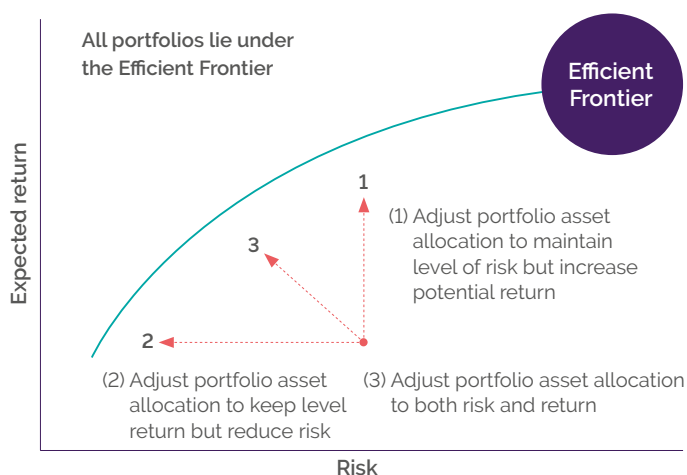 All portfolios lie under
the Efficient Frontier
Efficient
Frontier
Expected return
1
(1) Adjust portfolio asset
allocation to maintain
level of risk but increase
potential return
3
2
(2) Adjust portfolio asset
allocation to keep level
return but reduce risk
(3) Adjust portfolio asset allocation
to both risk and return
Risk